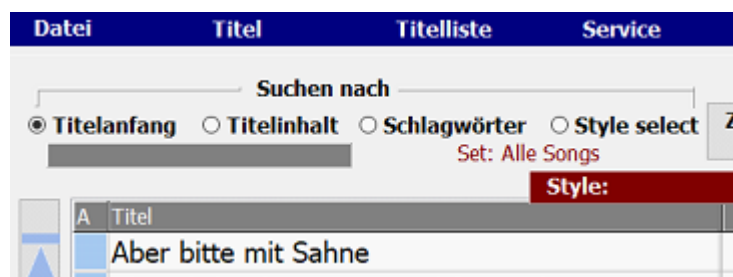 Datei Titel Titelliste Service
Suchen nach
Titelanfang Titelinhalt Schlagwörter Style select
Set: Alle Songs
Style:
A Titel
Aber bitte mit Sahne